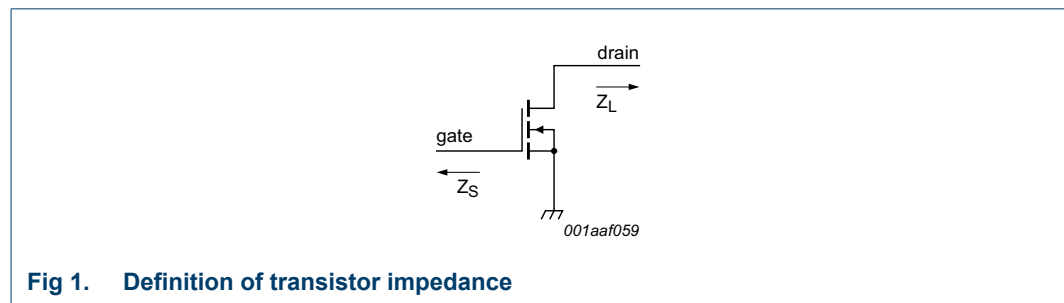 drain
Z_L
gate
Z_S
001aaf059
Fig 1. Definition of transistor impedance